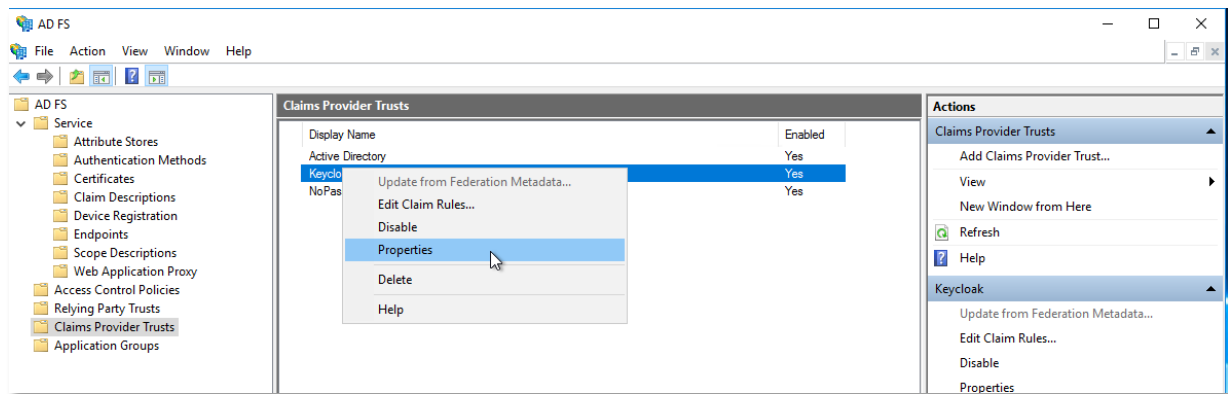 AD FS
File Action View Window Help
AD FS
Service
Attribute Stores
Authentication Methods
Certificates
Claim Descriptions
Device Registration
Endpoints
Scope Descriptions
Web Application Proxy
Access Control Policies
Relying Party Trusts
Claims Provider Trusts
Application Groups
Claims Provider Trusts
Display Name Enabled
Active Directory Yes
Keyclo Yes
NoPas Yes
Update from Federation Metadata...
Edit Claim Rules...
Disable
Properties
Delete
Help
Actions
Claims Provider Trusts
Add Claims Provider Trust...
View
New Window from Here
Refresh
Help
Keycloak
Update from Federation Metadata...
Edit Claim Rules...
Disable
Properties